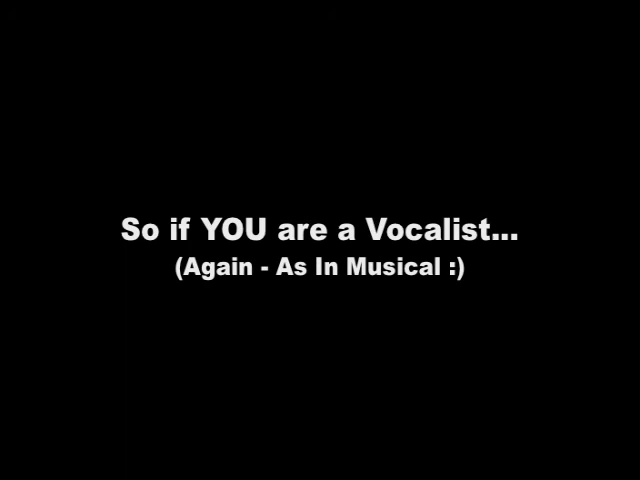 So if YOU are a Vocalist...
(Again - As In Musical :)